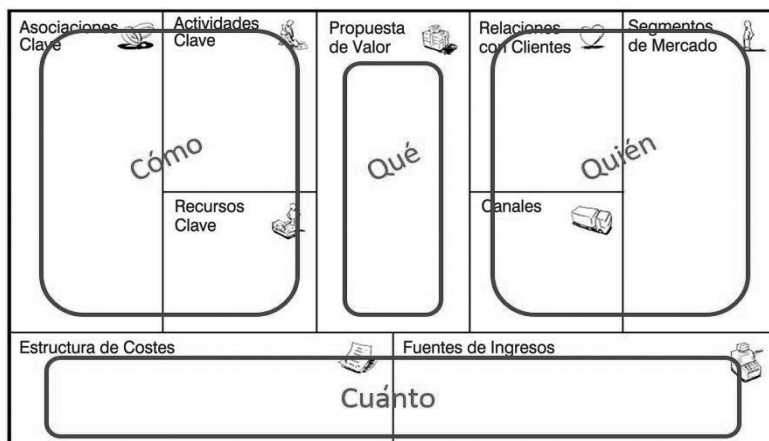 Asociaciones
Clave
Actividades
Clave
Propuesta
de Valor
Relaciones
con Clientes
Segmentos
de Mercado
Cómo
Qué
Quién
Recursos
Clave
Canales
Estructura de Costes
Fuentes de Ingresos
Cuánto